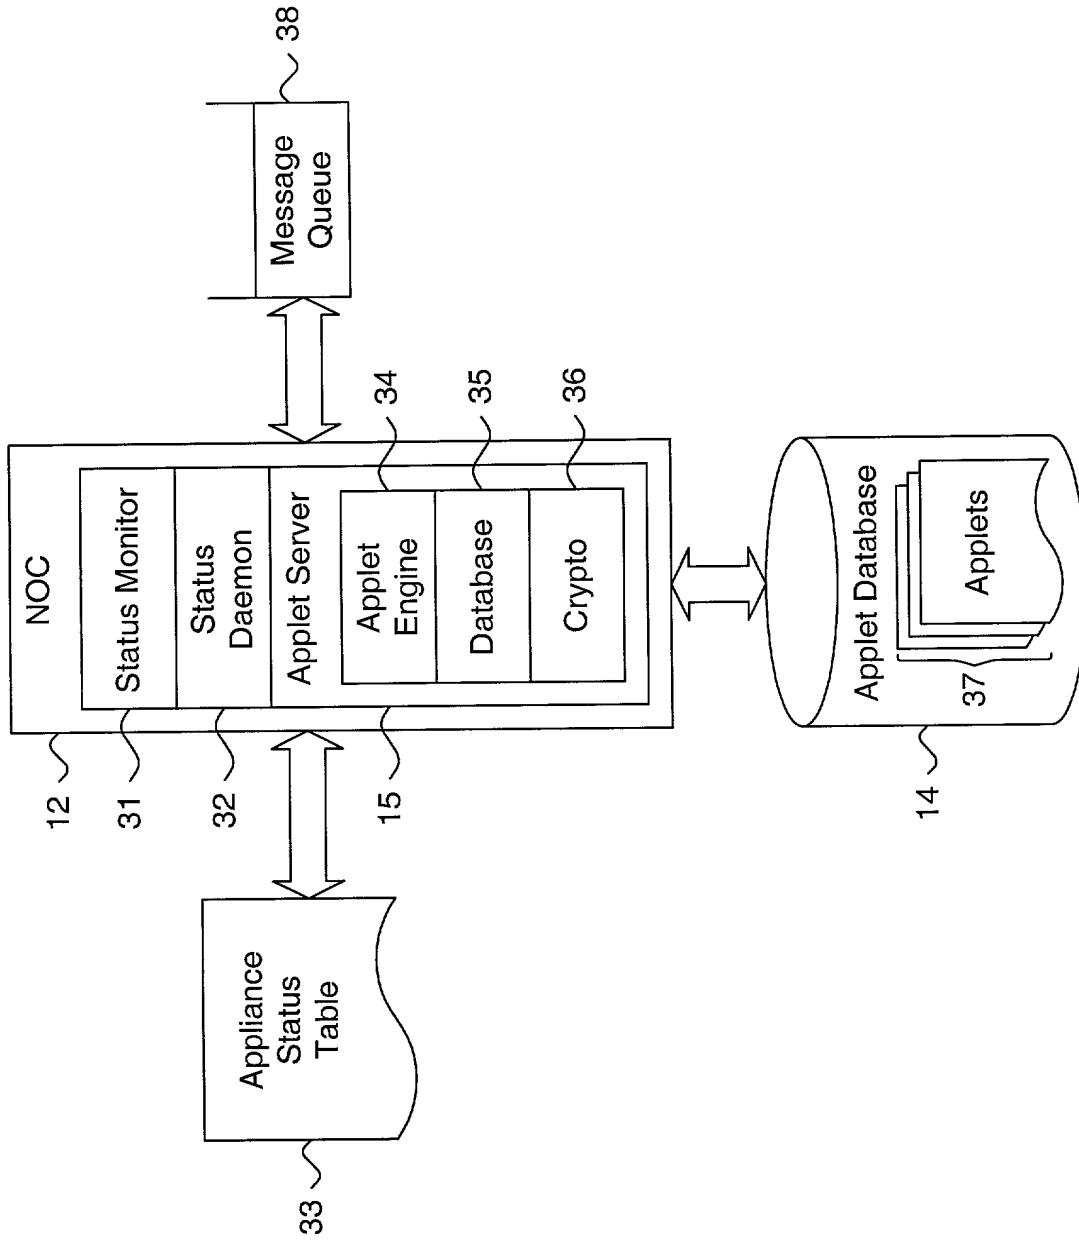 NOC
12
Status Monitor
31
Status
Daemon
32
Applet Server
15
Applet
Engine
34
Database
35
Crypto
36
Appliance
Status
Table
33
Message
Queue
38
Applet Database
14
Applets
37